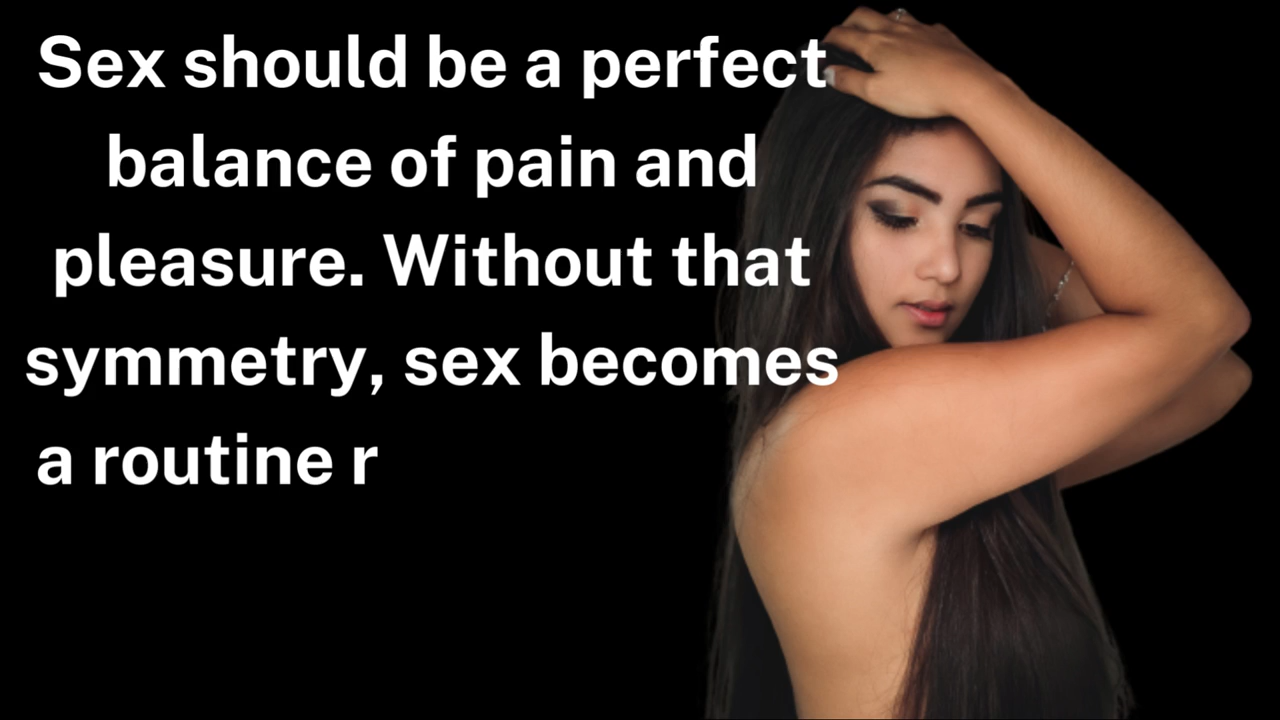 Sex should be a perfect
balance of pain and
pleasure. Without that
symmetry, sex becomes
a routine r